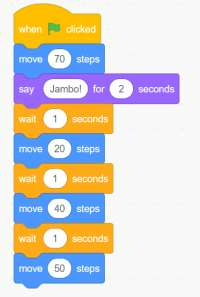 when clicked
move 70 steps
say Jambo! for 2 seconds
wait 1 seconds
move 20 steps
wait 1 seconds
move 40 steps
wait 1 seconds
move 50 steps